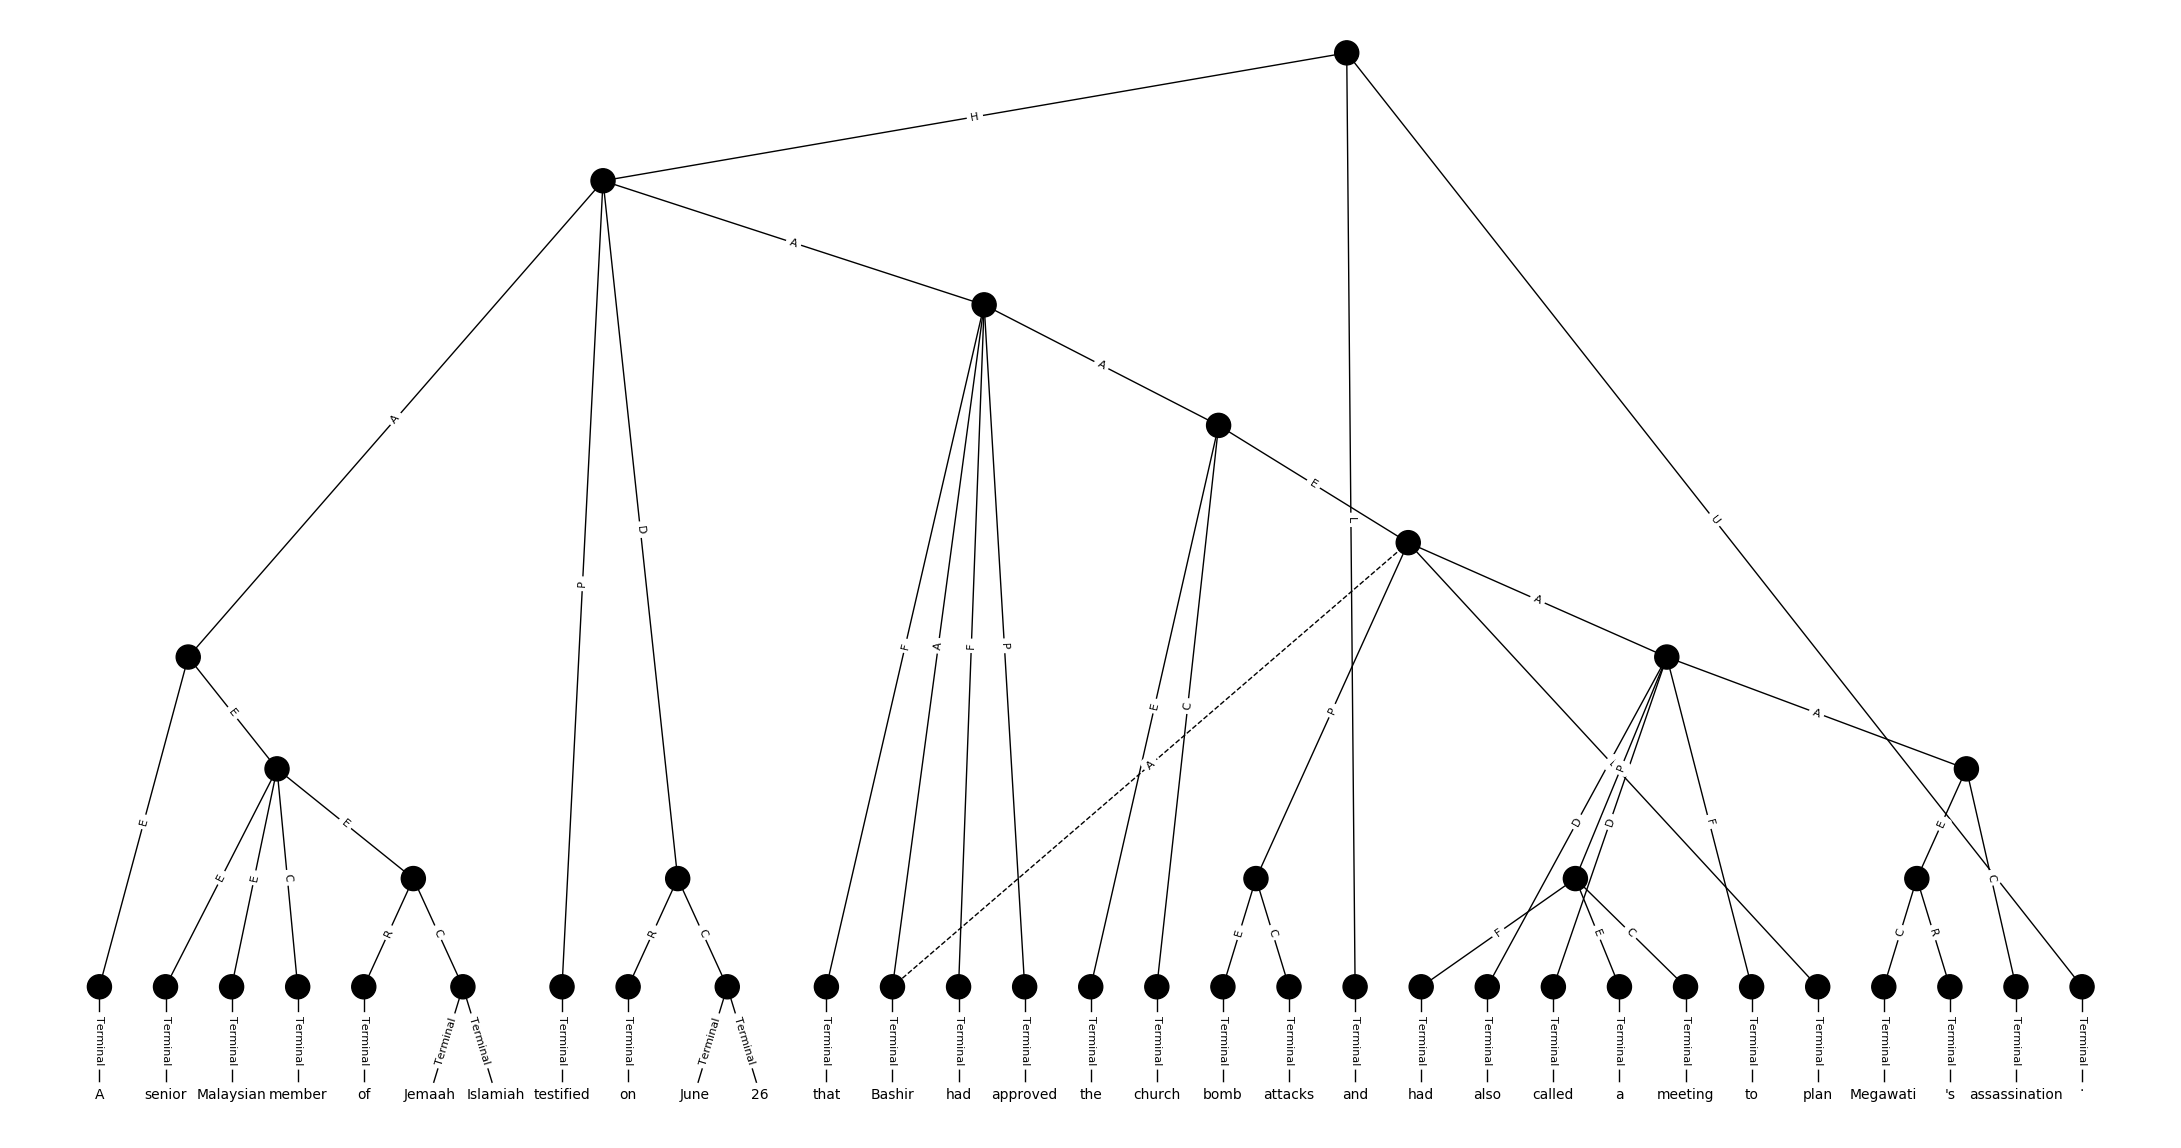 H
A
A
A
E
L
U
P
D
A
F
A
F
P
E
E
C
P
A
A
P
D
D
F
E
E
E
E
C
E
C
R
C
R
C
E
C
F
E
C
C
R
Terminal Terminal Terminal Terminal Terminal Terminal Terminal Terminal Terminal Terminal Terminal Terminal Terminal Terminal Terminal Terminal Terminal Terminal Terminal Terminal Terminal Terminal Terminal Terminal Terminal Terminal Terminal Terminal Terminal Terminal Terminal
A senior Malaysian member of Jemaah Islamiah testified on June 26 that Bashir had approved the church bomb attacks and had also called a meeting to plan Megawati 's assassination .